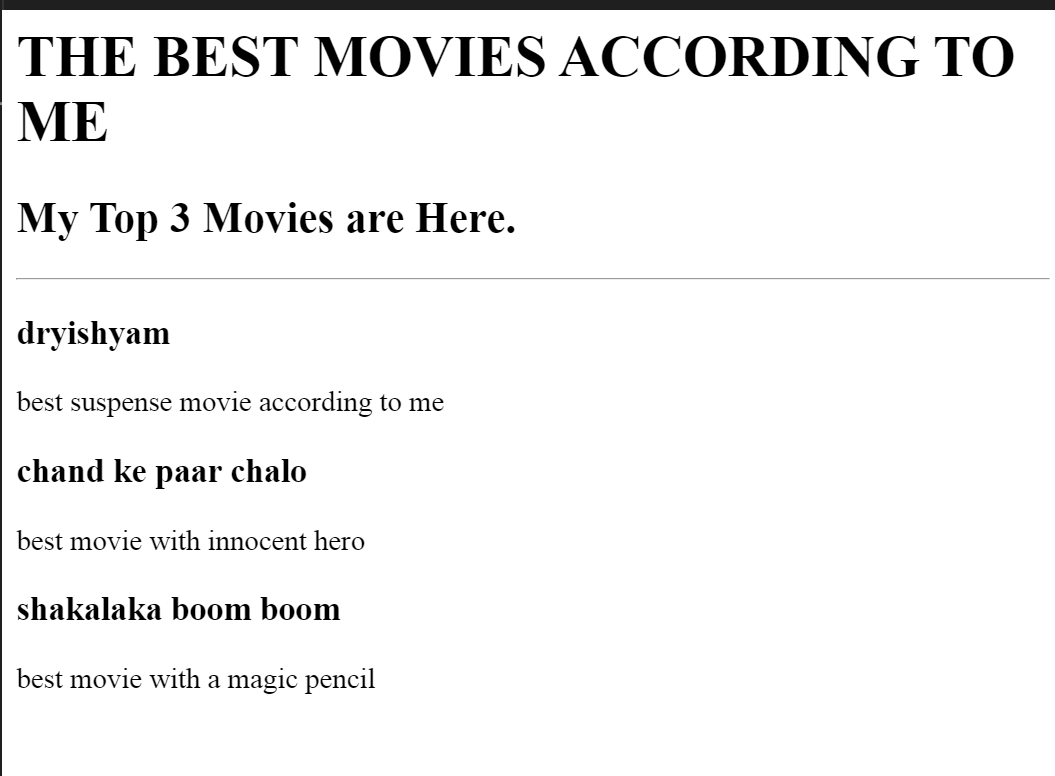 THE BEST MOVIES ACCORDING TO
ME
My Top 3 Movies are Here.
dryishyam
best suspense movie according to me
chand ke paar chalo
best movie with innocent hero
shakalaka boom boom
best movie with a magic pencil